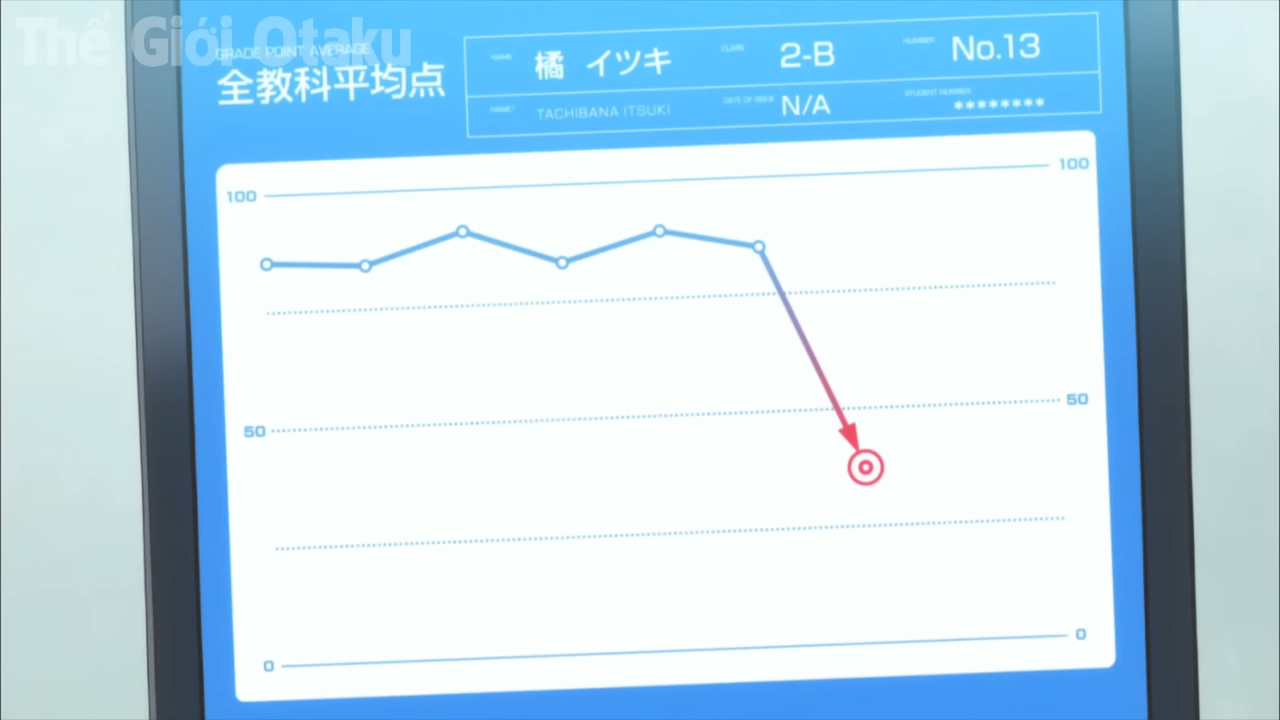 Thế Giới Otaku
GRADE POINT AVERAGE
全教科平均点
NAME 橘 イツキ CLASS 2-B NUMBER No.13
NAME TACHIBANA ITSUKI DATE OF ISSUE N/A STUDENT NUMBER ********
100 100
50 50
0 0